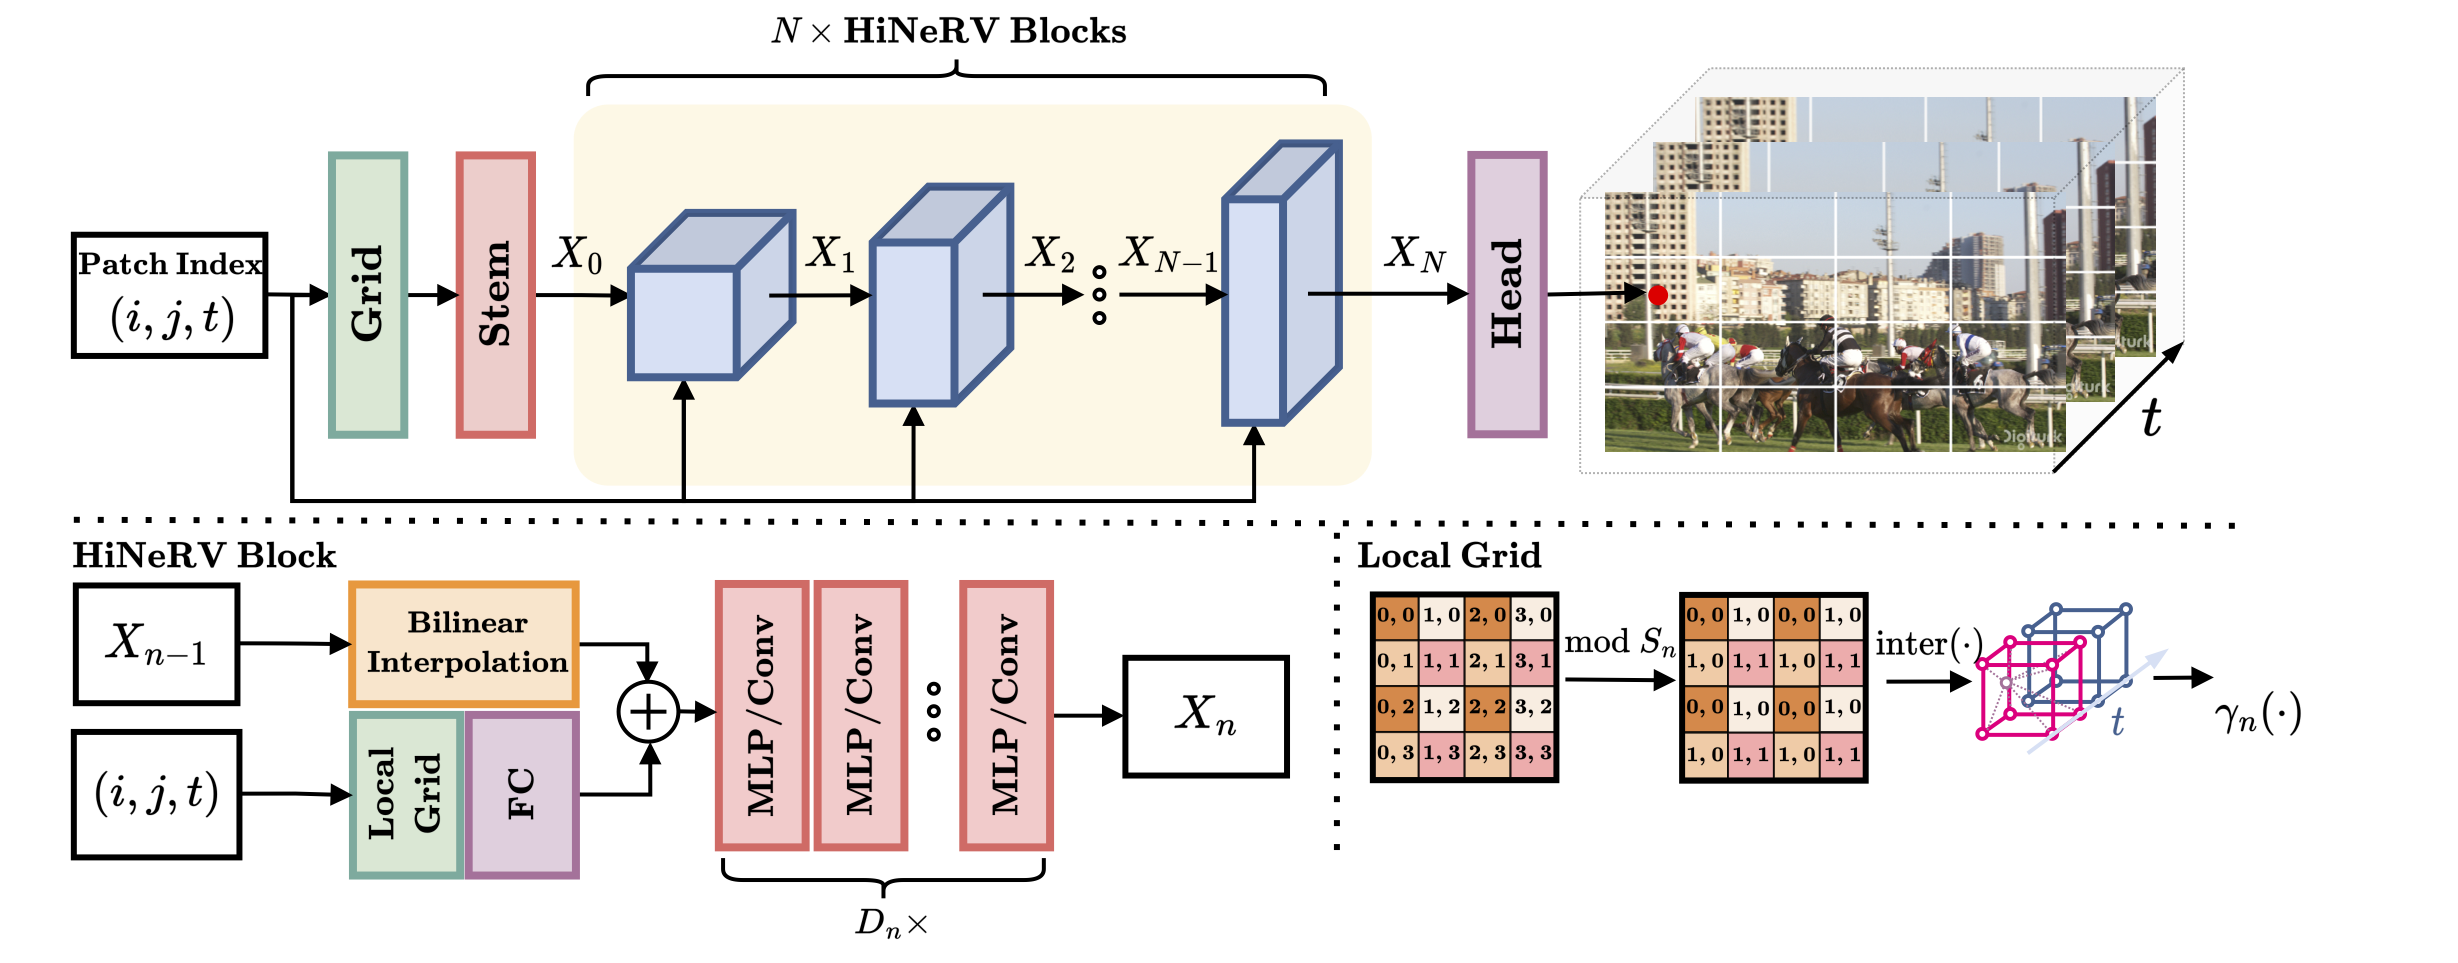 N × HiNeRV Blocks
Patch Index
(i, j, t)
Grid
Stem
X_0
X_1
X_2
X_{N−1}
X_N
Head
Digiturk
t
HiNeRV Block
X_{n−1}
Bilinear
Interpolation
(i, j, t)
Local
Grid
FC
MLP/Conv
MLP/Conv
MLP/Conv
D_n×
X_n
Local Grid
0, 0 1, 0 2, 0 3, 0
0, 1 1, 1 2, 1 3, 1
0, 2 1, 2 2, 2 3, 2
0, 3 1, 3 2, 3 3, 3
mod S_n
0, 0 1, 0 0, 0 1, 0
1, 0 1, 1 1, 0 1, 1
0, 0 1, 0 0, 0 1, 0
1, 0 1, 1 1, 0 1, 1
inter(·)
t
γ_n(·)